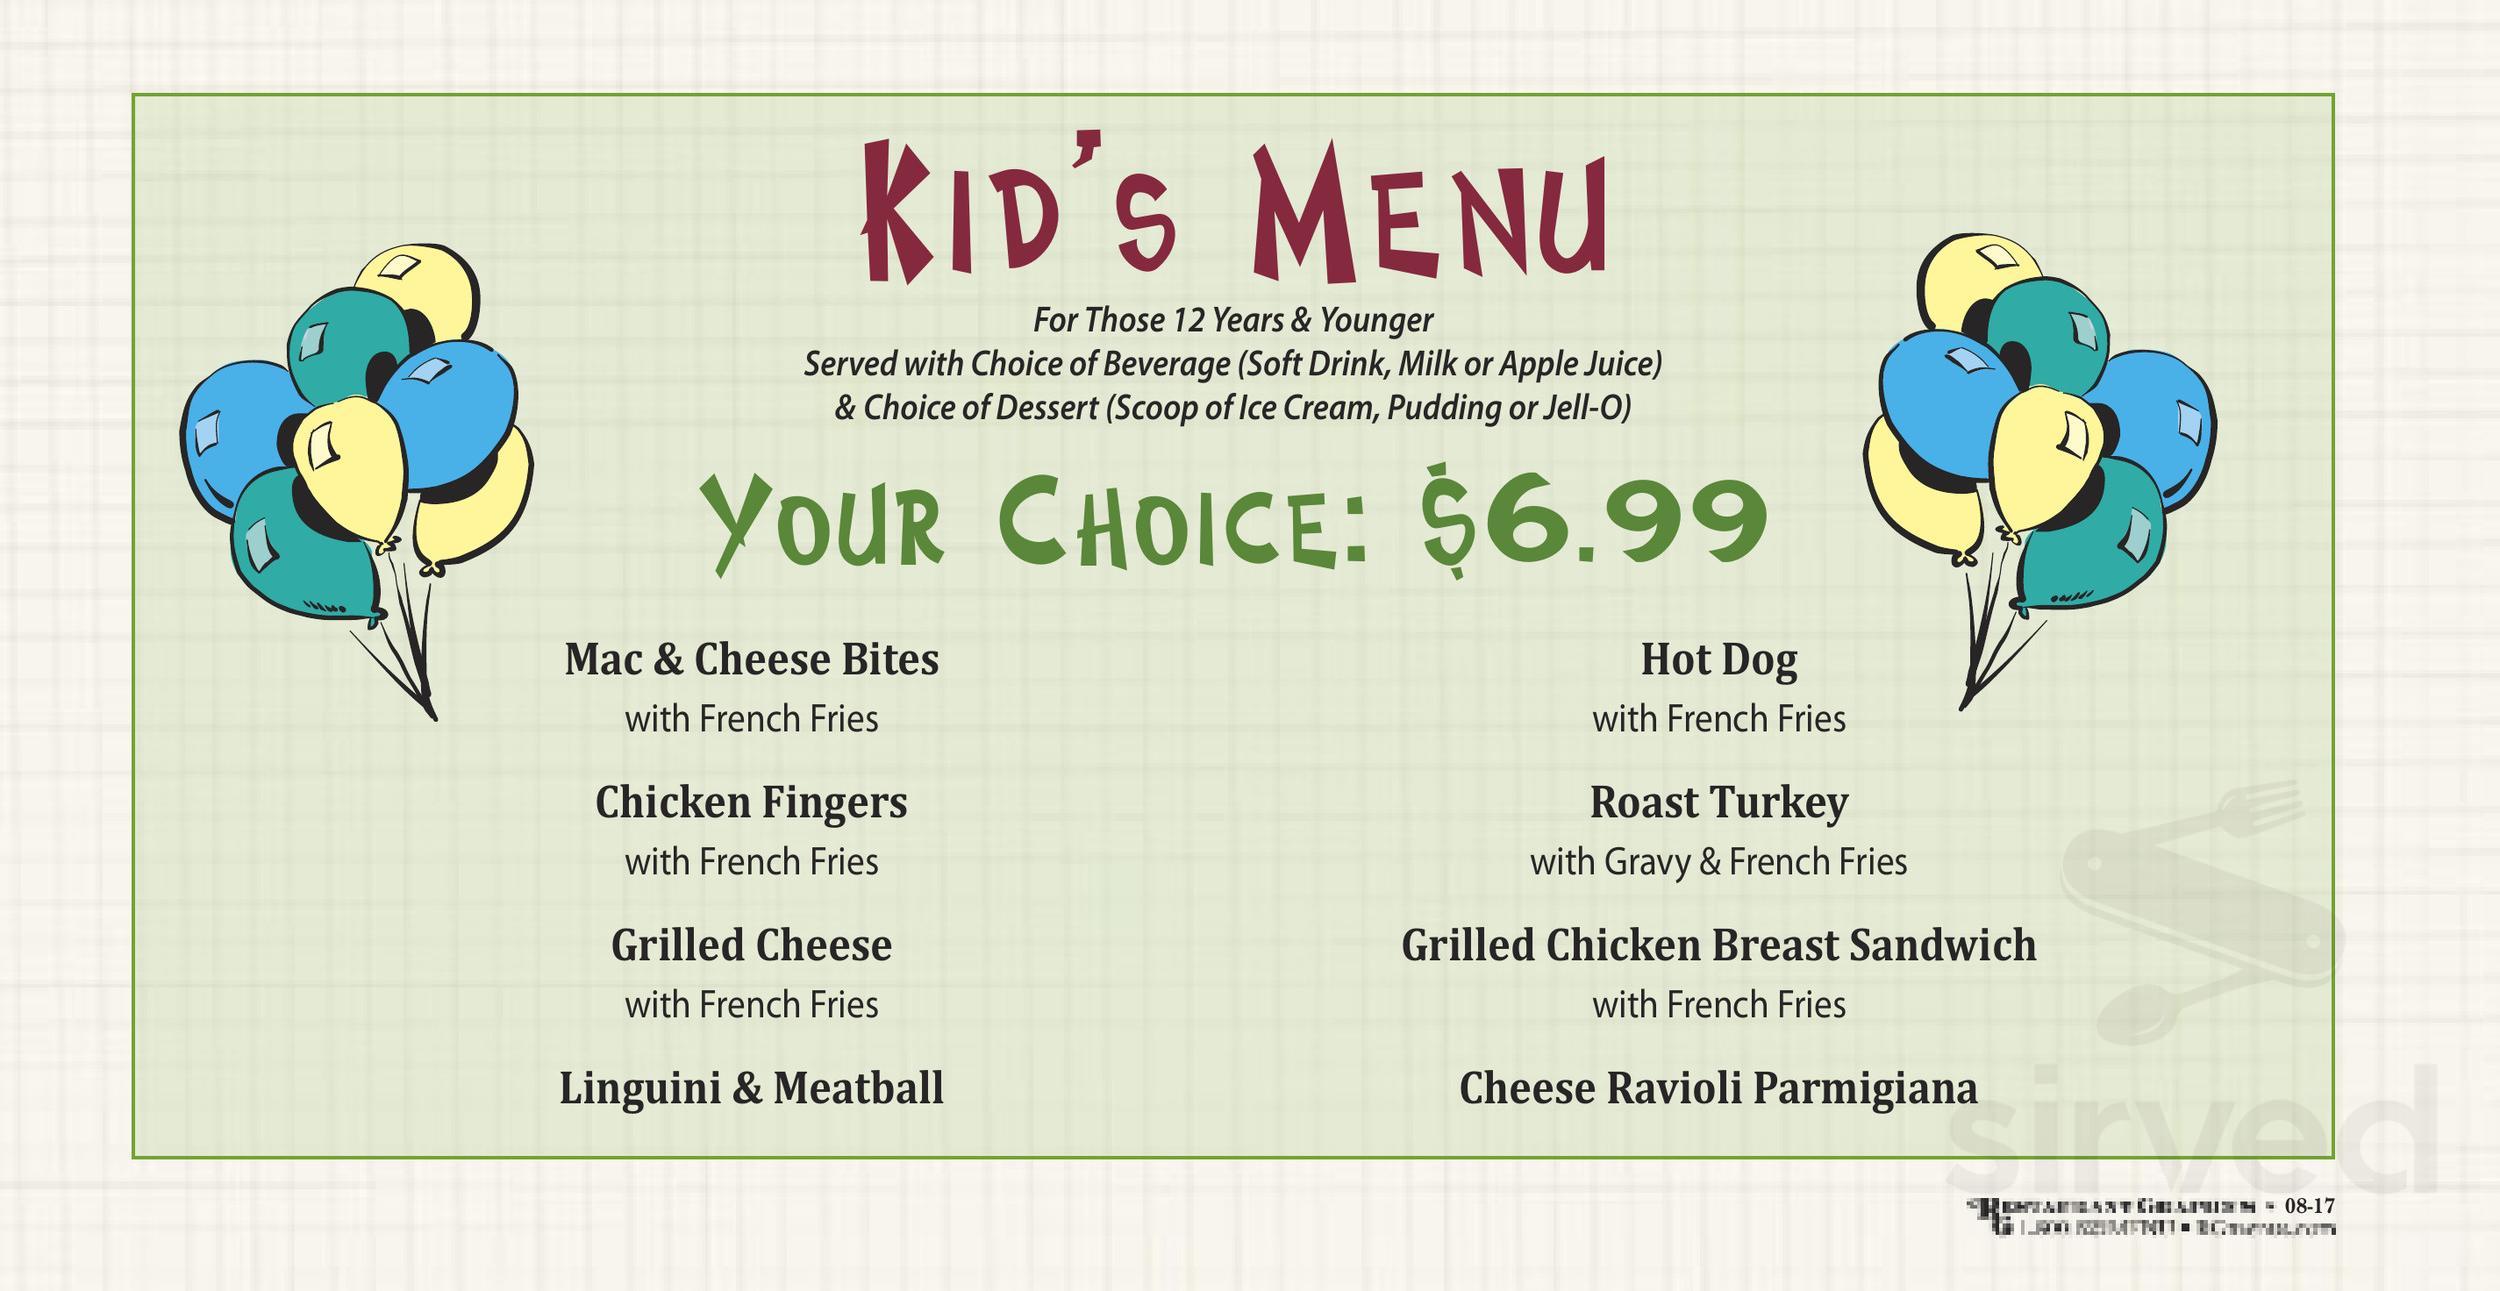 Kid's Menu
For Those 12 Years & Younger
Served with Choice of Beverage (Soft Drink, Milk or Apple Juice)
& Choice of Dessert (Scoop of Ice Cream, Pudding or Jell-O)
Your Choice: $6.99
Mac & Cheese Bites
with French Fries
Chicken Fingers
with French Fries
Grilled Cheese
with French Fries
Linguini & Meatball
Hot Dog
with French Fries
Roast Turkey
with Gravy & French Fries
Grilled Chicken Breast Sandwich
with French Fries
Cheese Ravioli Parmigiana
sirved
08-17